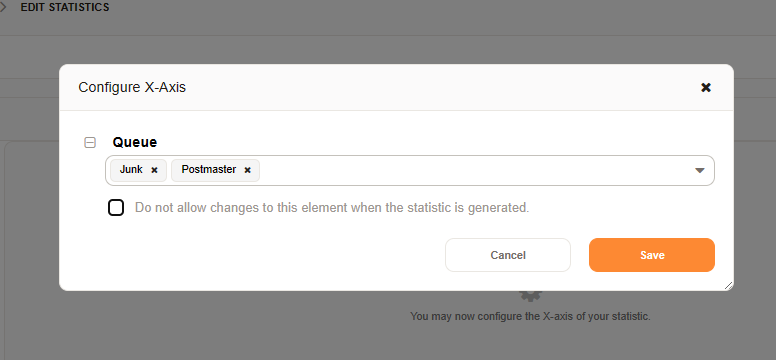 EDIT STATISTICS
Configure X-Axis
Queue
Junk Postmaster
Do not allow changes to this element when the statistic is generated.
Cancel Save
You may now configure the X-axis of your statistic.